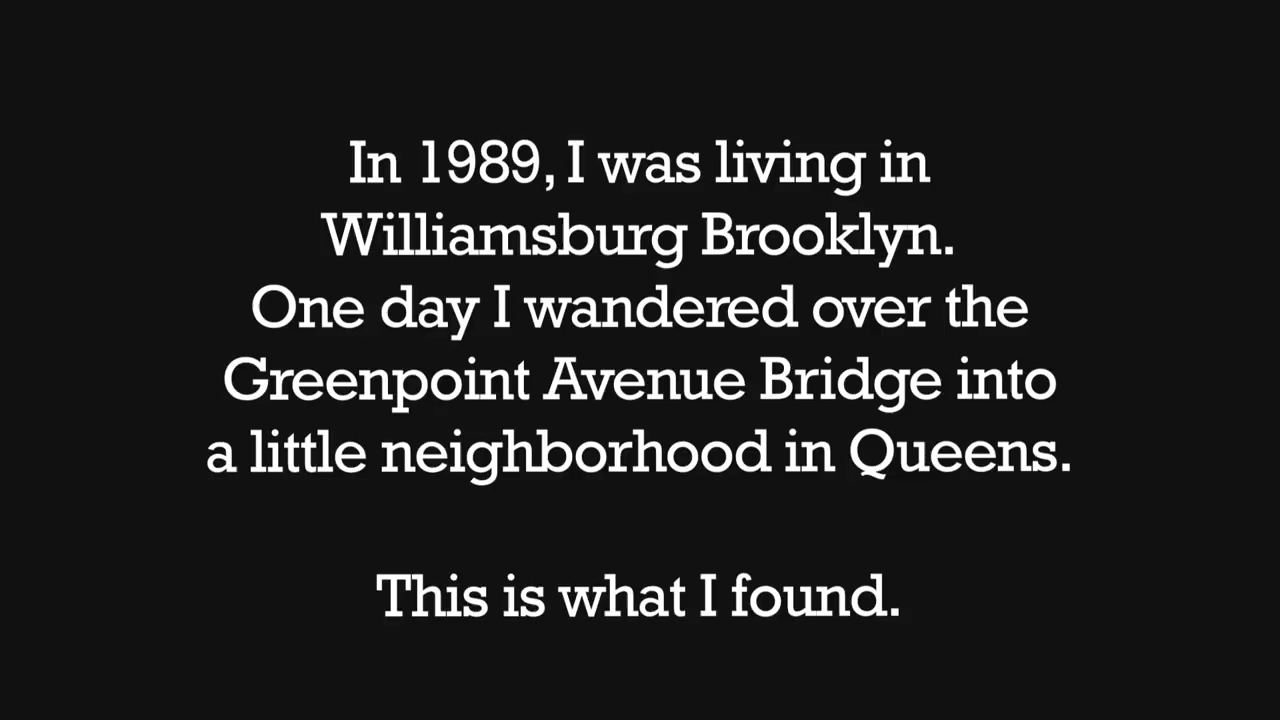 In 1989, I was living in
Williamsburg Brooklyn.
One day I wandered over the
Greenpoint Avenue Bridge into
a little neighborhood in Queens.
This is what I found.